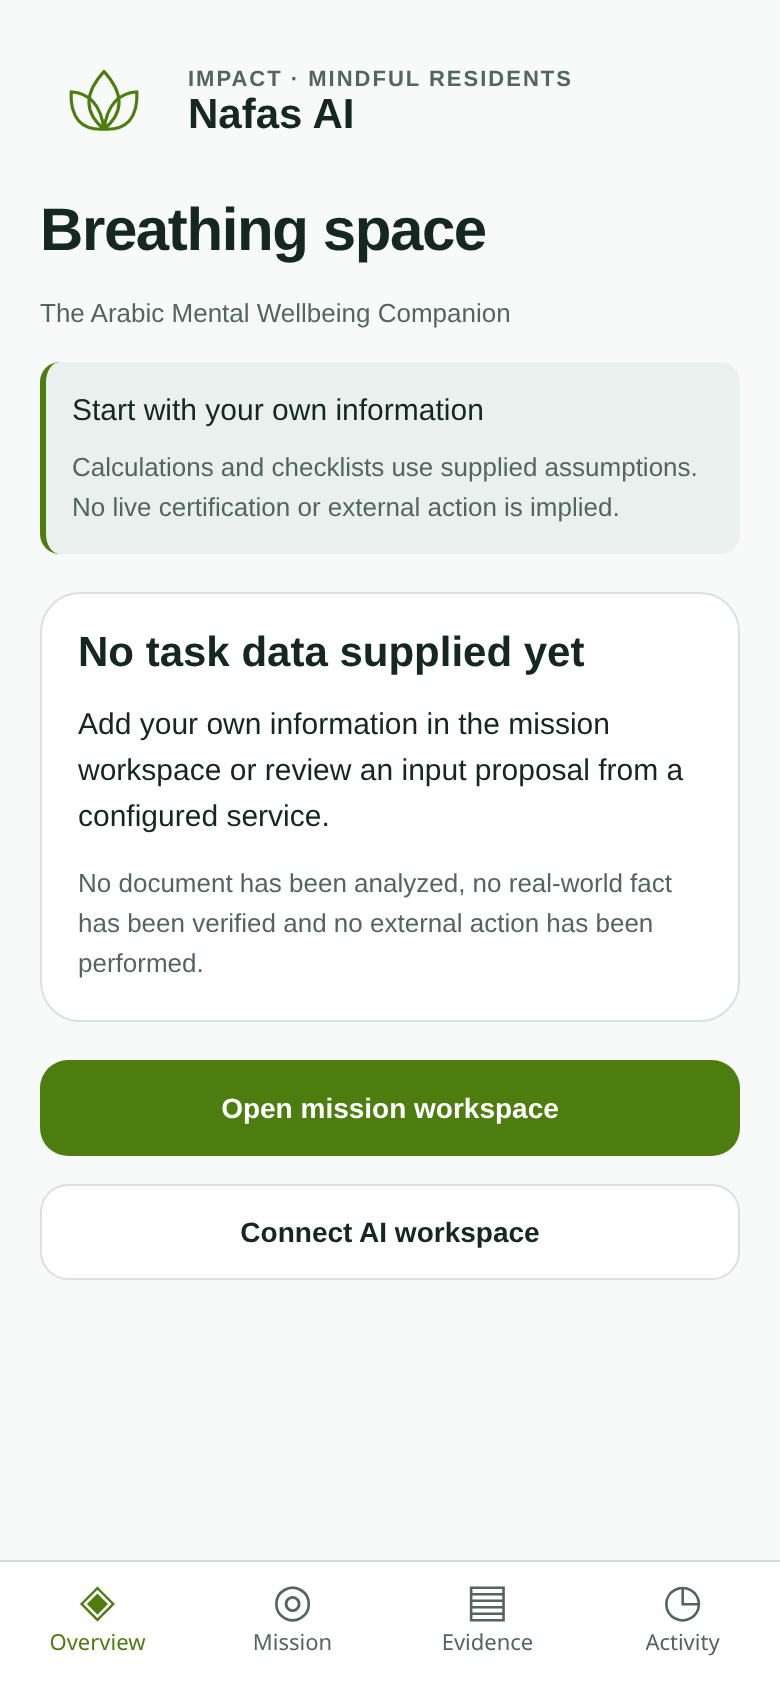 IMPACT · MINDFUL RESIDENTS
Nafas AI
Breathing space
The Arabic Mental Wellbeing Companion
Start with your own information
Calculations and checklists use supplied assumptions.
No live certification or external action is implied.
No task data supplied yet
Add your own information in the mission
workspace or review an input proposal from a
configured service.
No document has been analyzed, no real-world fact
has been verified and no external action has been
performed.
Open mission workspace
Connect AI workspace
Overview
Mission
Evidence
Activity